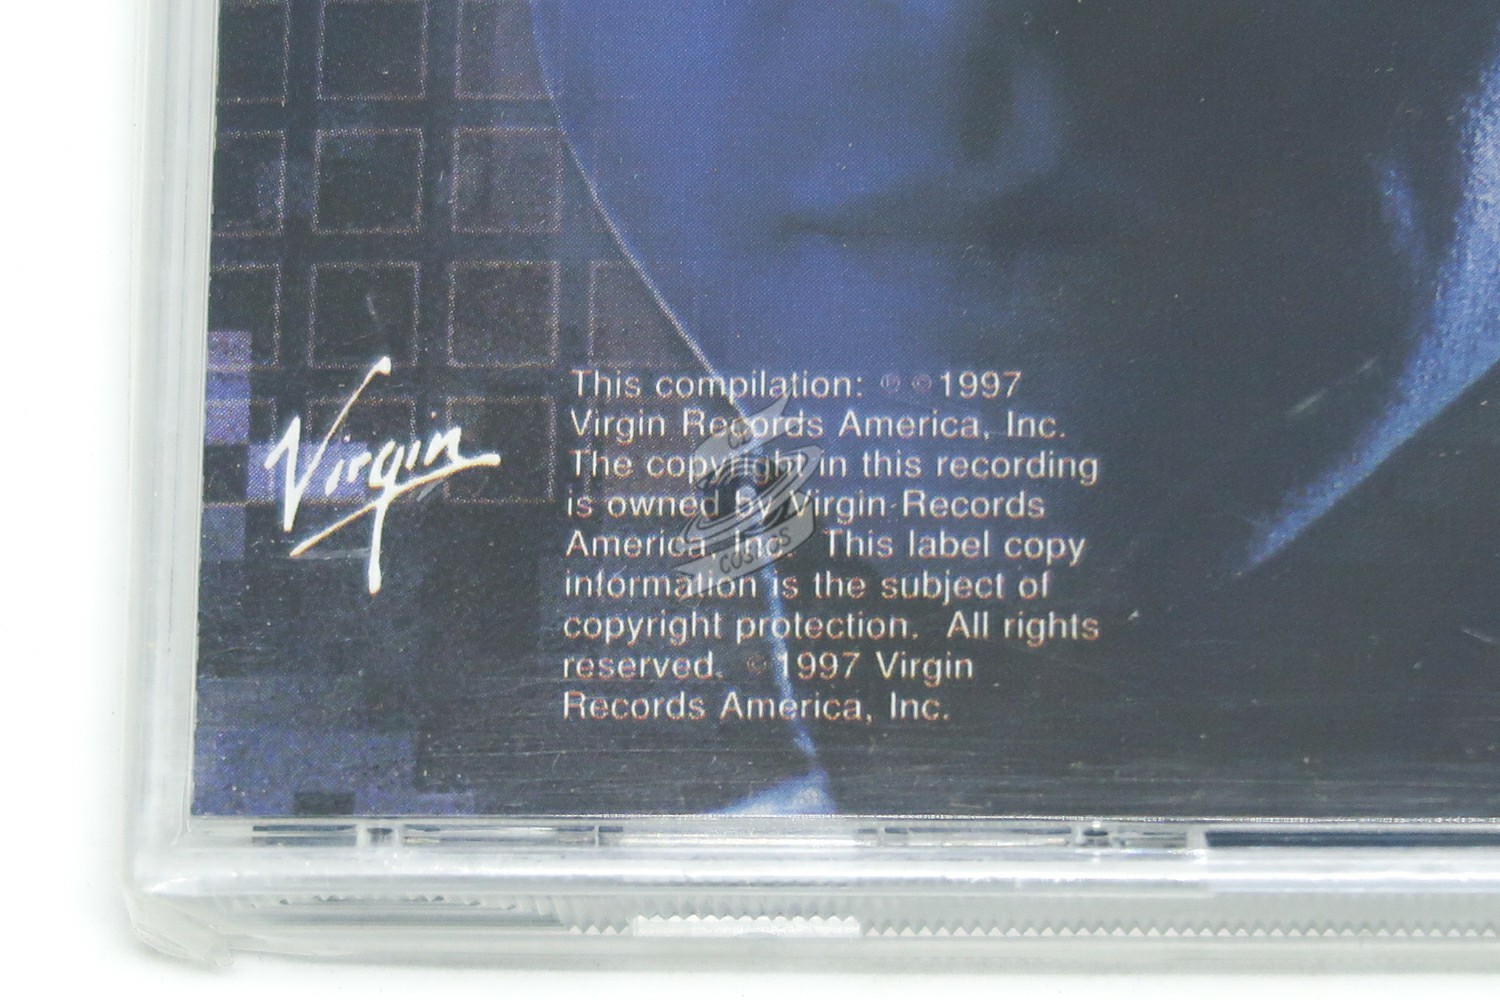 Virgin
This compilation: ℗ © 1997
Virgin Records America, Inc.
The copyright in this recording
is owned by Virgin Records
America, Inc. This label copy
information is the subject of
copyright protection. All rights
reserved. © 1997 Virgin
Records America, Inc.
COSMOS